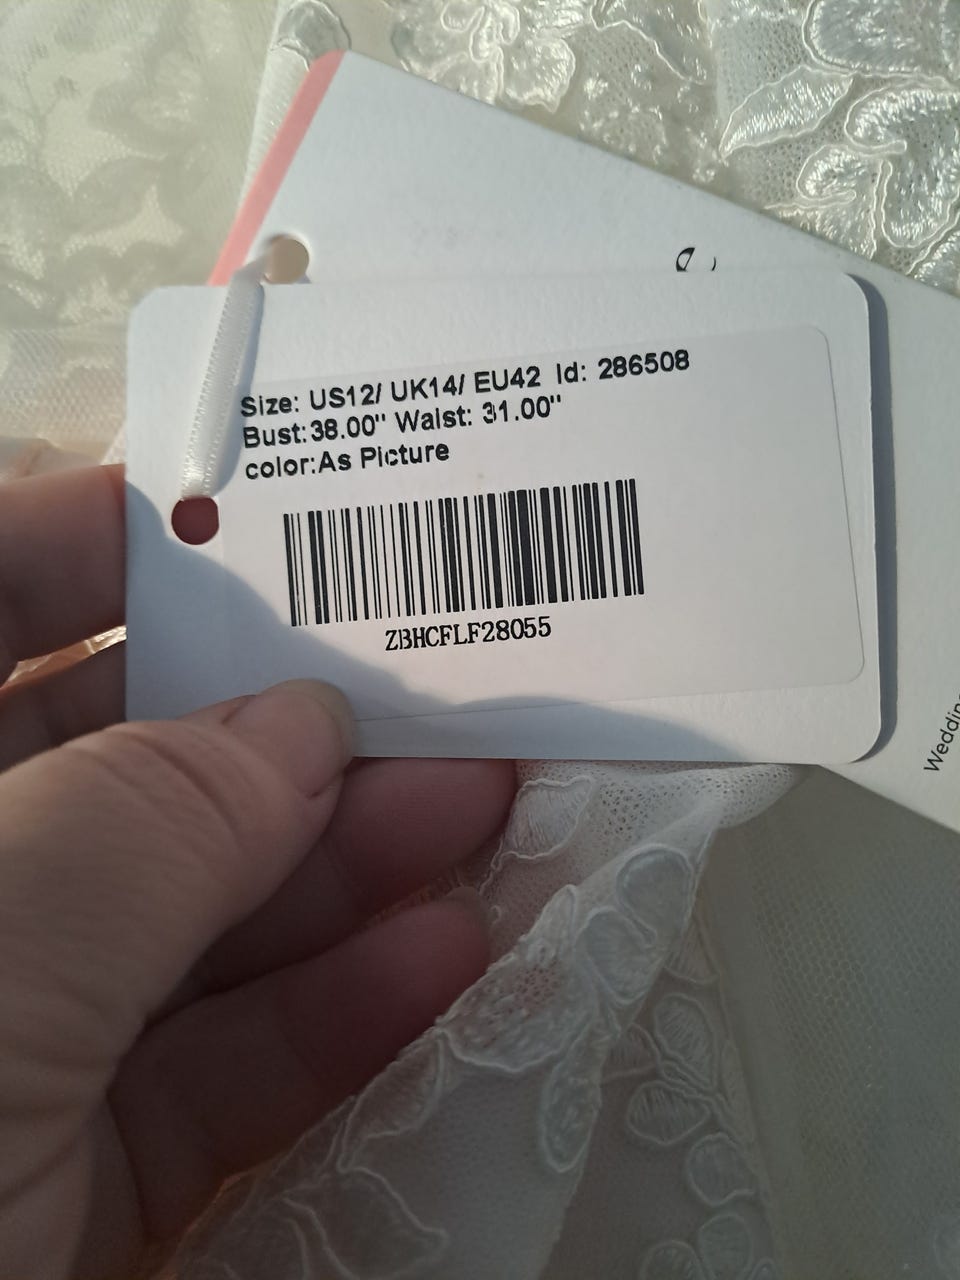 Size: US12/ UK14/ EU42 Id: 286508
Bust:38.00" Waist: 31.00"
color:As Picture
ZBHCFLF28055